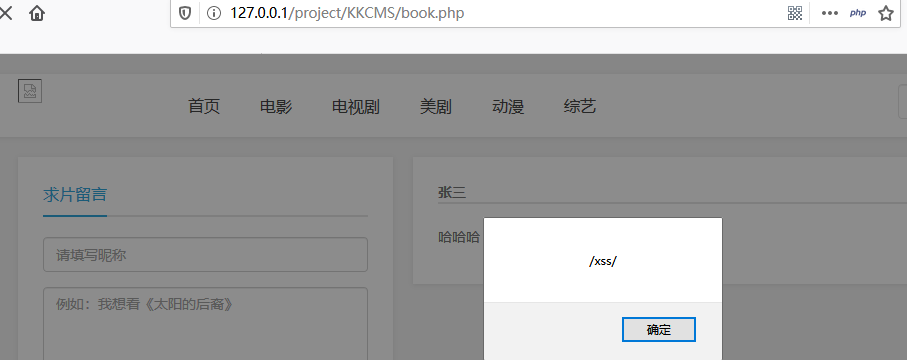 127.0.0.1/project/KKCMS/book.php
php
首页 电影 电视剧 美剧 动漫 综艺
求片留言
张三
请填写昵称
哈哈哈
/xss/
例如：我想看《太阳的后裔》
确定